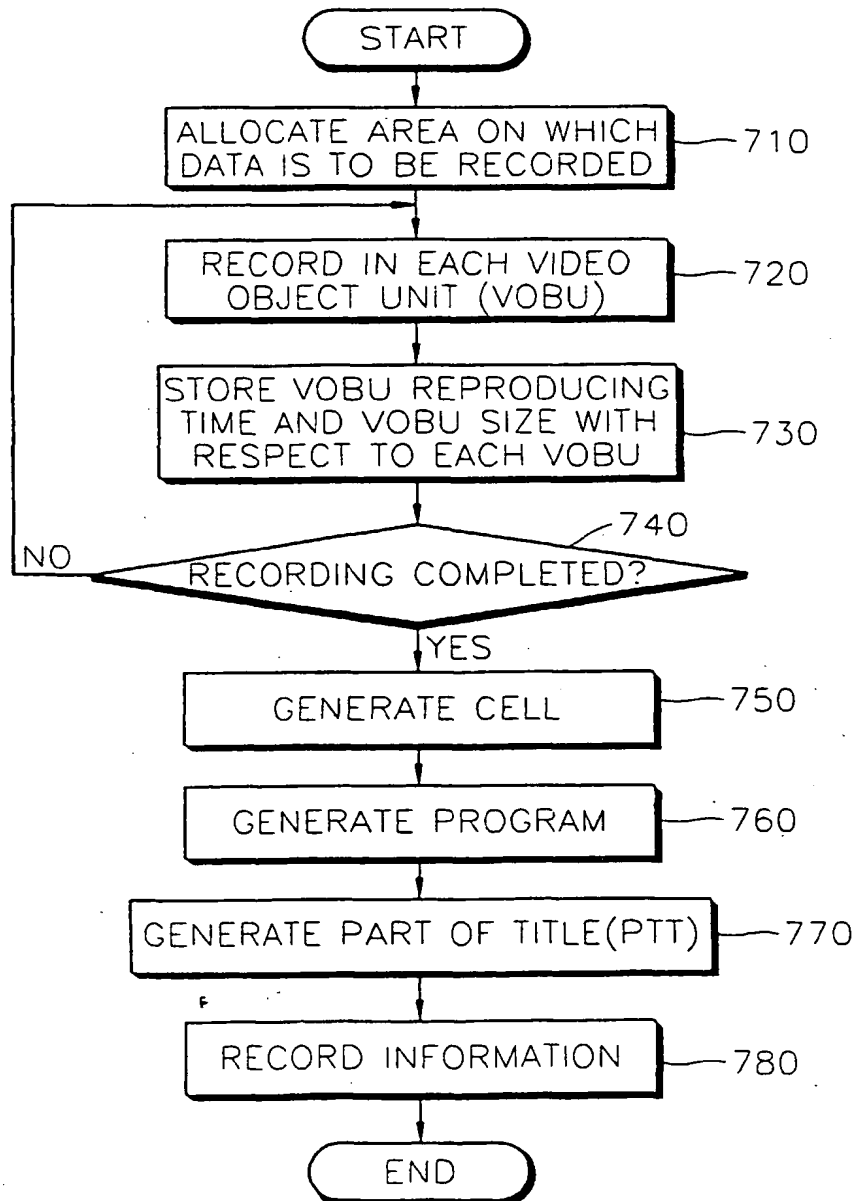 START
ALLOCATE AREA ON WHICH
DATA IS TO BE RECORDED
710
RECORD IN EACH VIDEO
OBJECT UNIT (VOBU)
720
STORE VOBU REPRODUCING
TIME AND VOBU SIZE WITH
RESPECT TO EACH VOBU
730
740
NO
RECORDING COMPLETED?
YES
GENERATE CELL
750
GENERATE PROGRAM
760
GENERATE PART OF TITLE(PTT)
770
RECORD INFORMATION
780
END